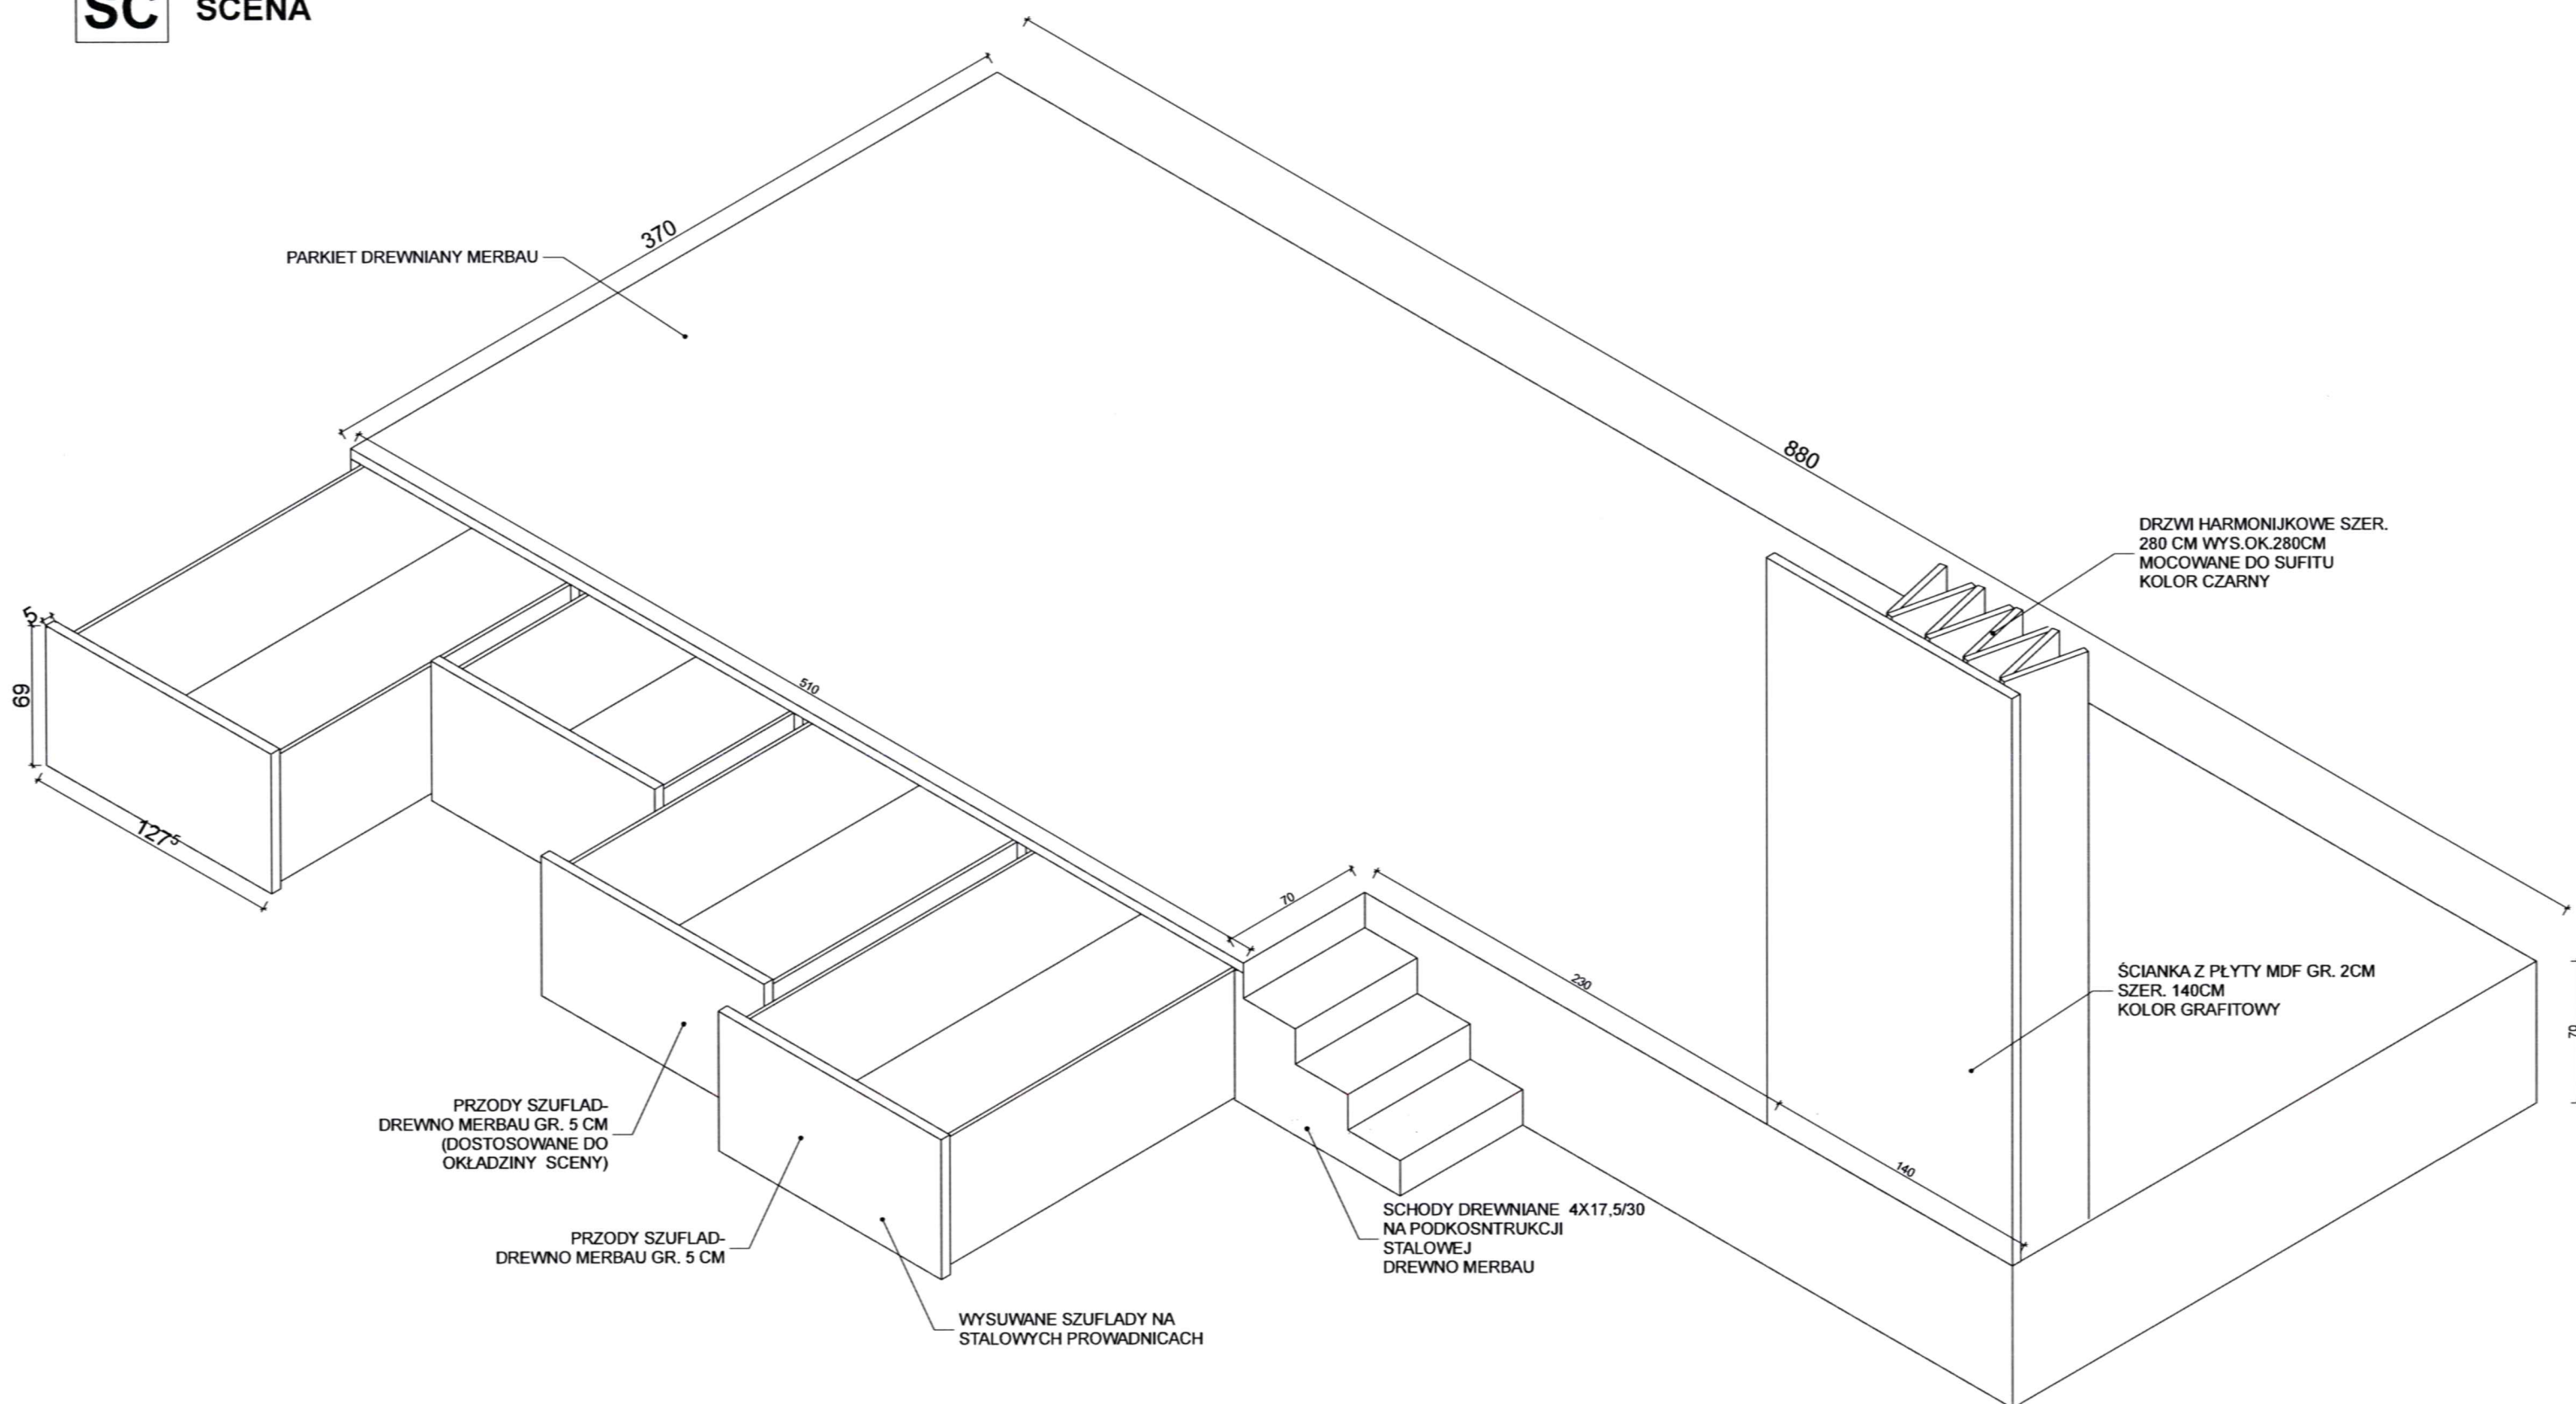 SC SCENA
370
PARKIET DREWNIANY MERBAU
880
DRZWI HARMONIJKOWE SZER.
280 CM WYS.OK.280CM
MOCOWANE DO SUFITU
KOLOR CZARNY
5
69
510
127⁵
70
230
ŚCIANKA Z PŁYTY MDF GR. 2CM
SZER. 140CM
KOLOR GRAFITOWY
70
140
PRZODY SZUFLAD-
DREWNO MERBAU GR. 5 CM
(DOSTOSOWANE DO
OKŁADZINY SCENY)
PRZODY SZUFLAD-
DREWNO MERBAU GR. 5 CM
SCHODY DREWNIANE 4X17,5/30
NA PODKOSNTRUKCJI
STALOWEJ
DREWNO MERBAU
WYSUWANE SZUFLADY NA
STALOWYCH PROWADNICACH